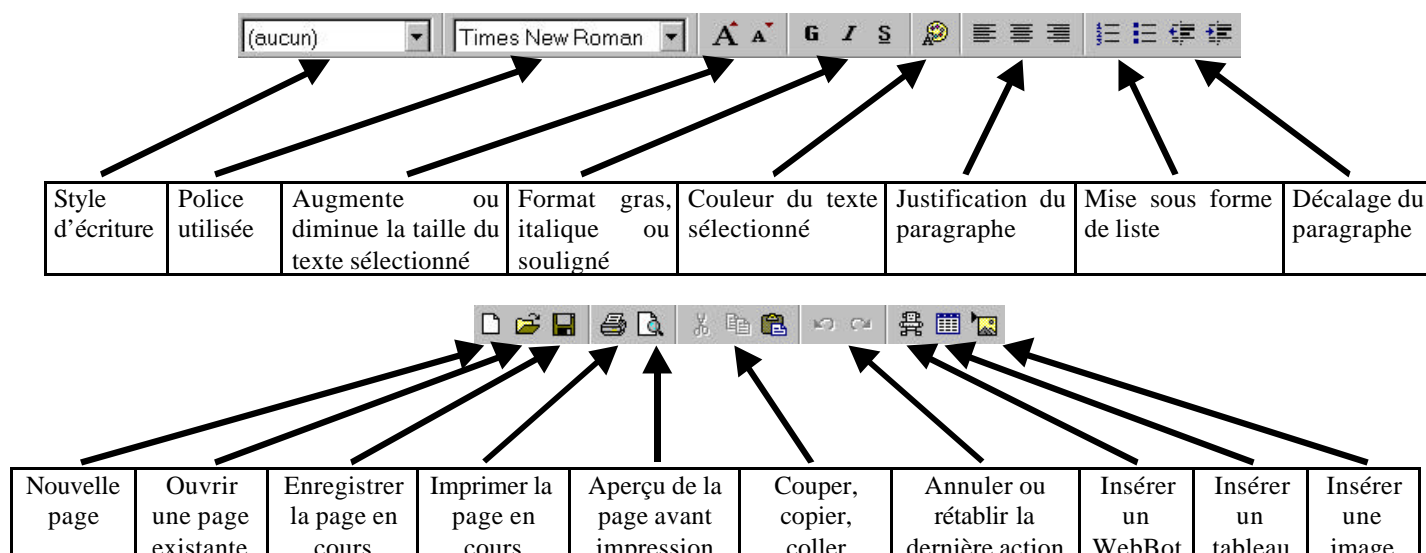 (aucun) Times New Roman A A G I S
Style d'écriture
Police utilisée
Augmente ou diminue la taille du texte sélectionné
Format gras, italique ou souligné
Couleur du texte sélectionné
Justification du paragraphe
Mise sous forme de liste
Décalage du paragraphe
Nouvelle page
Ouvrir une page existante
Enregistrer la page en cours
Imprimer la page en cours
Aperçu de la page avant impression
Couper, copier, coller
Annuler ou rétablir la dernière action
Insérer un WebBot
Insérer un tableau
Insérer une image